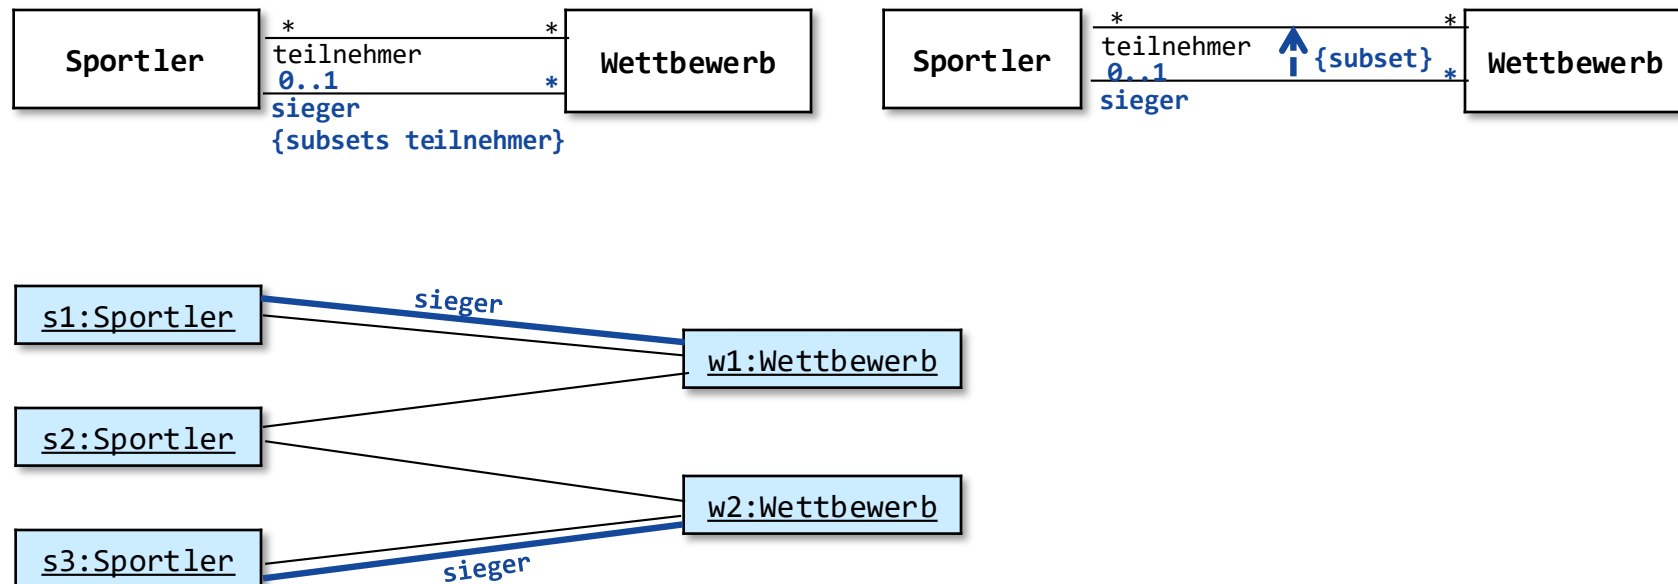 Sportler
* *
teilnehmer
0..1 *
sieger
{subsets teilnehmer}
Wettbewerb
Sportler
* *
teilnehmer
{subset}
0..1 *
sieger
Wettbewerb
s1:Sportler
sieger
w1:Wettbewerb
s2:Sportler
w2:Wettbewerb
s3:Sportler
sieger